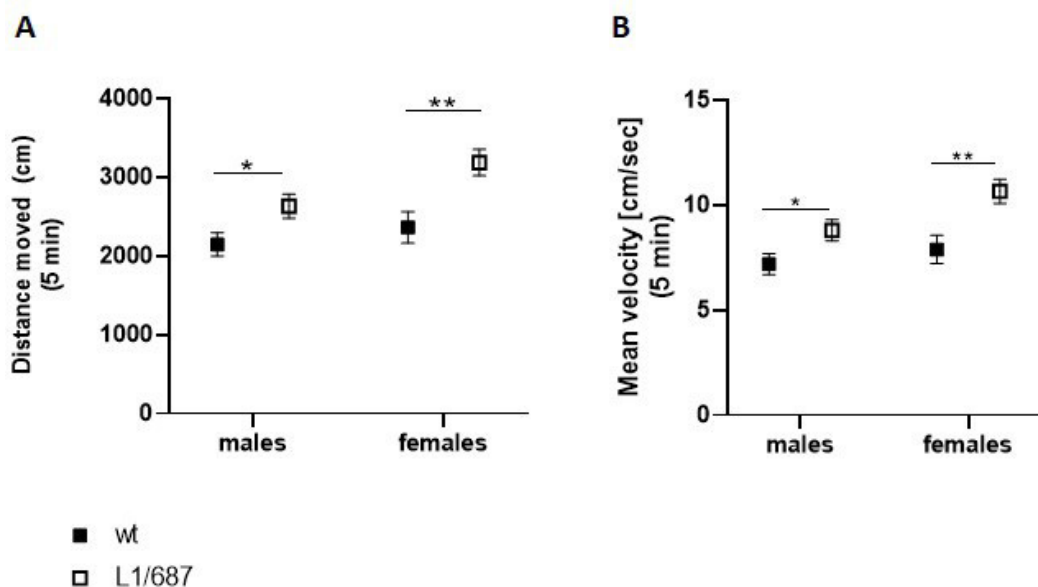 A
Distance moved (cm)
(5 min)
4000
3000
2000
1000
0
*
**
males
females
B
Mean velocity [cm/sec]
(5 min)
15
10
5
0
*
**
males
females
wt
L1/687